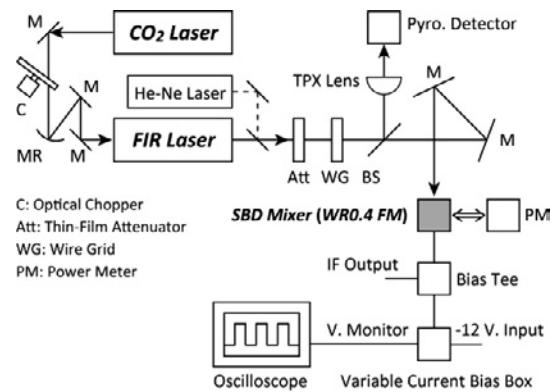 M
CO₂ Laser
Pyro. Detector
TPX Lens
M
He-Ne Laser
M
C
MR
M
FIR Laser
M
Att
WG
BS
C: Optical Chopper
Att: Thin-Film Attenuator
WG: Wire Grid
PM: Power Meter
SBD Mixer (WR0.4 FM)
PM
IF Output
Bias Tee
V. Monitor
-12 V. Input
Oscilloscope
Variable Current Bias Box